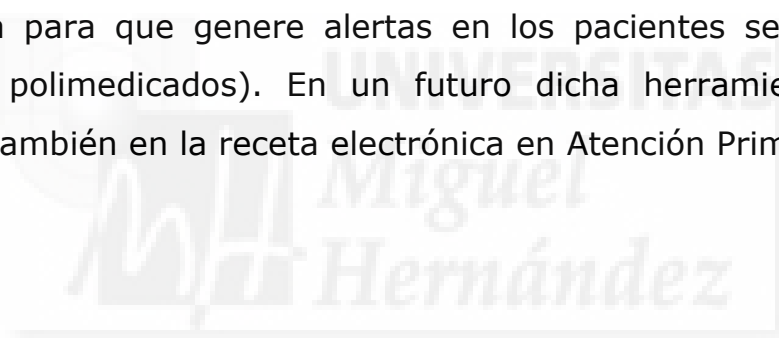 para que genere alertas en los pacientes se
polimedicados). En un futuro dicha herramie
ambién en la receta electrónica en Atención Prim
UNIVERSITAS
Miguel
Hernández